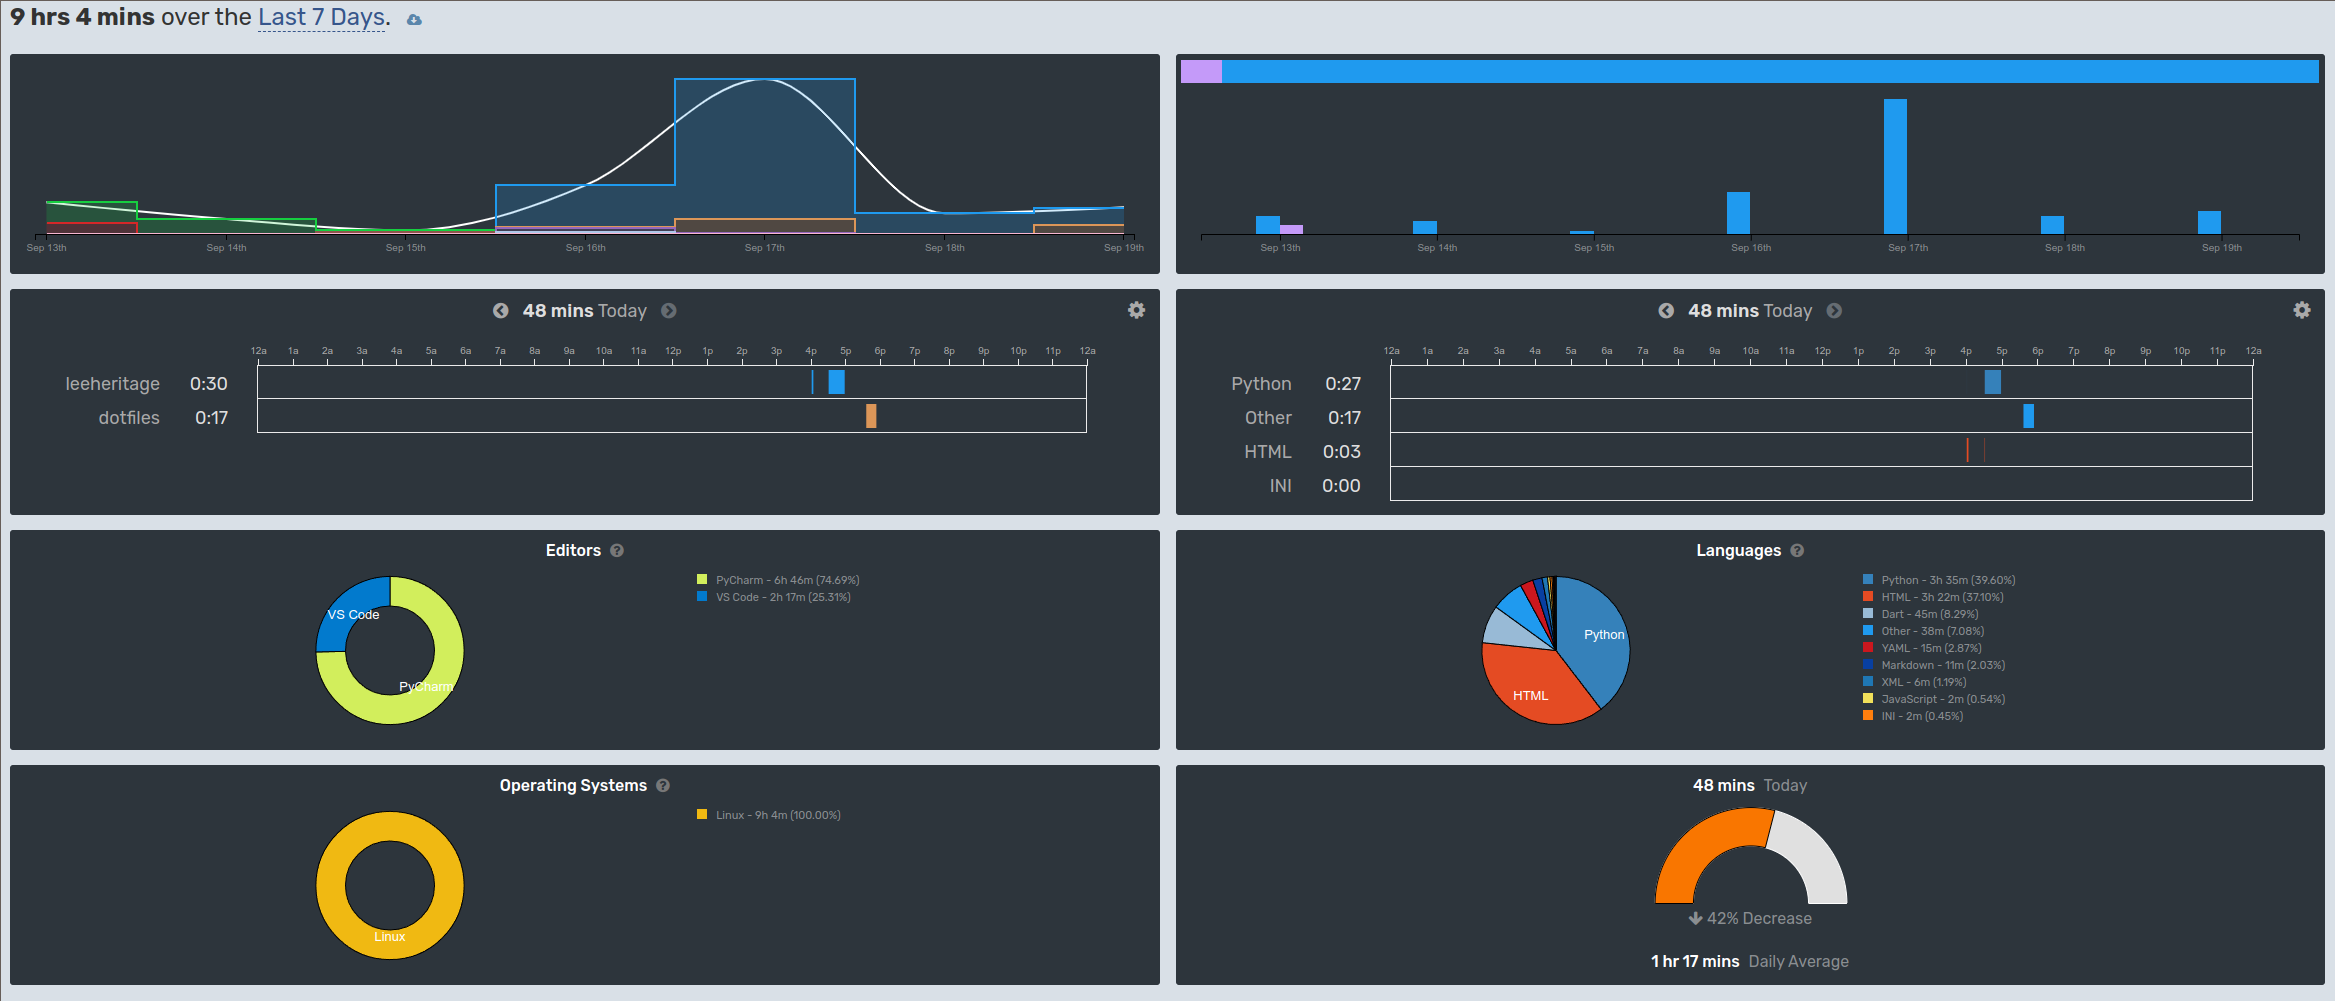 9 hrs 4 mins over the Last 7 Days.
Sep 13th Sep 14th Sep 15th Sep 16th Sep 17th Sep 18th Sep 19th
Sep 13th Sep 14th Sep 15th Sep 16th Sep 17th Sep 18th Sep 19th
48 mins Today
12a 1a 2a 3a 4a 5a 6a 7a 8a 9a 10a 11a 12p 1p 2p 3p 4p 5p 6p 7p 8p 9p 10p 11p 12a
leeheritage 0:30
dotfiles 0:17
48 mins Today
12a 1a 2a 3a 4a 5a 6a 7a 8a 9a 10a 11a 12p 1p 2p 3p 4p 5p 6p 7p 8p 9p 10p 11p 12a
Python 0:27
Other 0:17
HTML 0:03
INI 0:00
Editors ?
VS Code
PyCharm
PyCharm - 6h 46m (74.69%)
VS Code - 2h 17m (25.31%)
Languages ?
Python
HTML
Python - 3h 35m (39.60%)
HTML - 3h 22m (37.10%)
Dart - 45m (8.29%)
Other - 38m (7.08%)
YAML - 15m (2.87%)
Markdown - 11m (2.03%)
XML - 6m (1.19%)
JavaScript - 2m (0.54%)
INI - 2m (0.45%)
Operating Systems ?
Linux
Linux - 9h 4m (100.00%)
48 mins Today
42% Decrease
1 hr 17 mins Daily Average